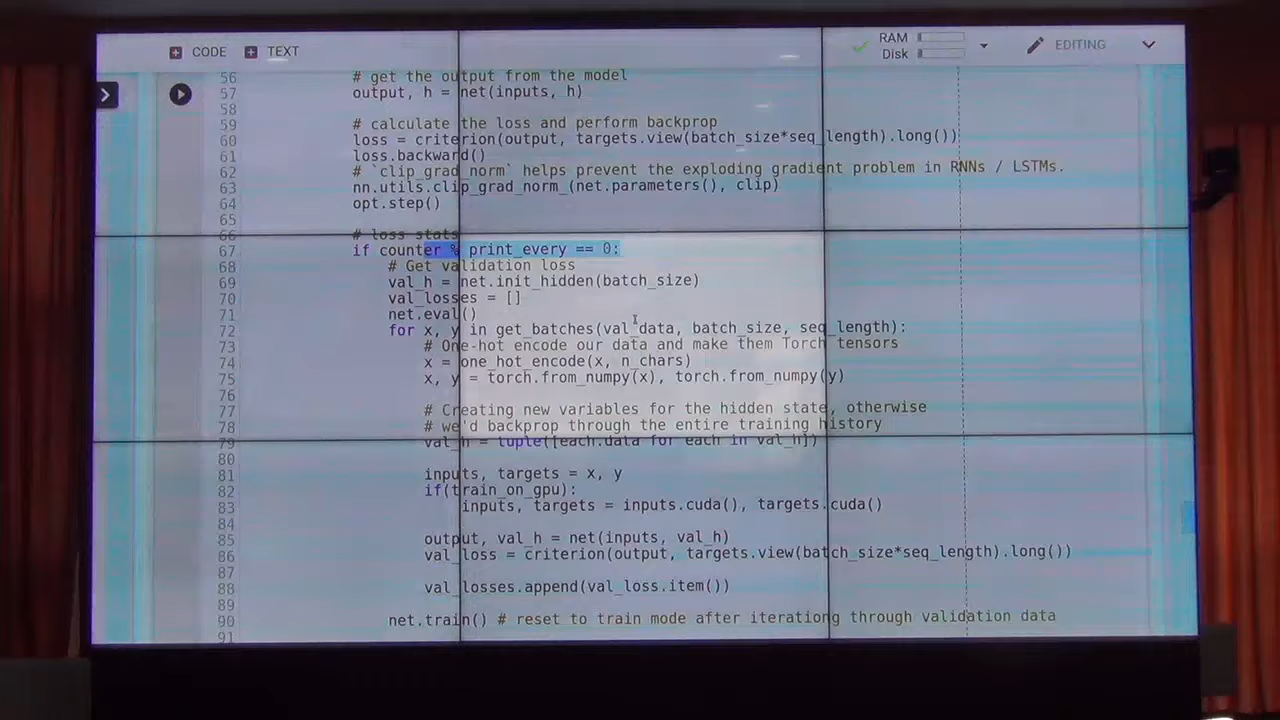 CODE TEXT
RAM
Disk
EDITING
56 # get the output from the model
57 output, h = net(inputs, h)
58
59 # calculate the loss and perform backprop
60 loss = criterion(output, targets.view(batch_size*seq_length).long())
61 loss.backward()
62 # `clip_grad_norm` helps prevent the exploding gradient problem in RNNs / LSTMs.
63 nn.utils.clip_grad_norm_(net.parameters(), clip)
64 opt.step()
65
66 # loss stats
67 if counter % print_every == 0:
68 # Get validation loss
69 val_h = net.init_hidden(batch_size)
70 val_losses = []
71 net.eval()
72 for x, y in get_batches(val_data, batch_size, seq_length):
73 # One-hot encode our data and make them Torch tensors
74 x = one_hot_encode(x, n_chars)
75 x, y = torch.from_numpy(x), torch.from_numpy(y)
76
77 # Creating new variables for the hidden state, otherwise
78 # we'd backprop through the entire training history
79 val_h = tuple([each.data for each in val_h])
80
81 inputs, targets = x, y
82 if(train_on_gpu):
83 inputs, targets = inputs.cuda(), targets.cuda()
84
85 output, val_h = net(inputs, val_h)
86 val_loss = criterion(output, targets.view(batch_size*seq_length).long())
87
88 val_losses.append(val_loss.item())
89
90 net.train() # reset to train mode after iterationg through validation data
91